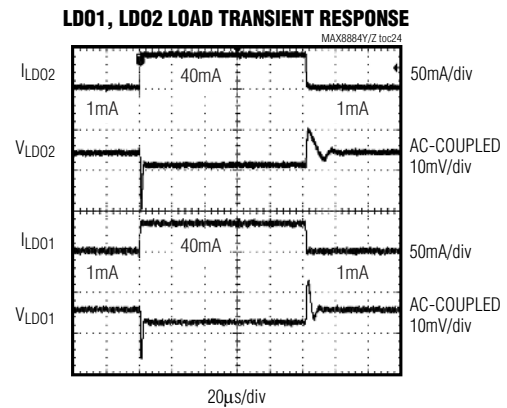 LDO1, LDO2 LOAD TRANSIENT RESPONSE
MAX8884Y/Z toc24
ILDO2
40mA
50mA/div
1mA
1mA
VLDO2
AC-COUPLED
10mV/div
ILDO1
40mA
50mA/div
1mA
1mA
VLDO1
AC-COUPLED
10mV/div
20µs/div